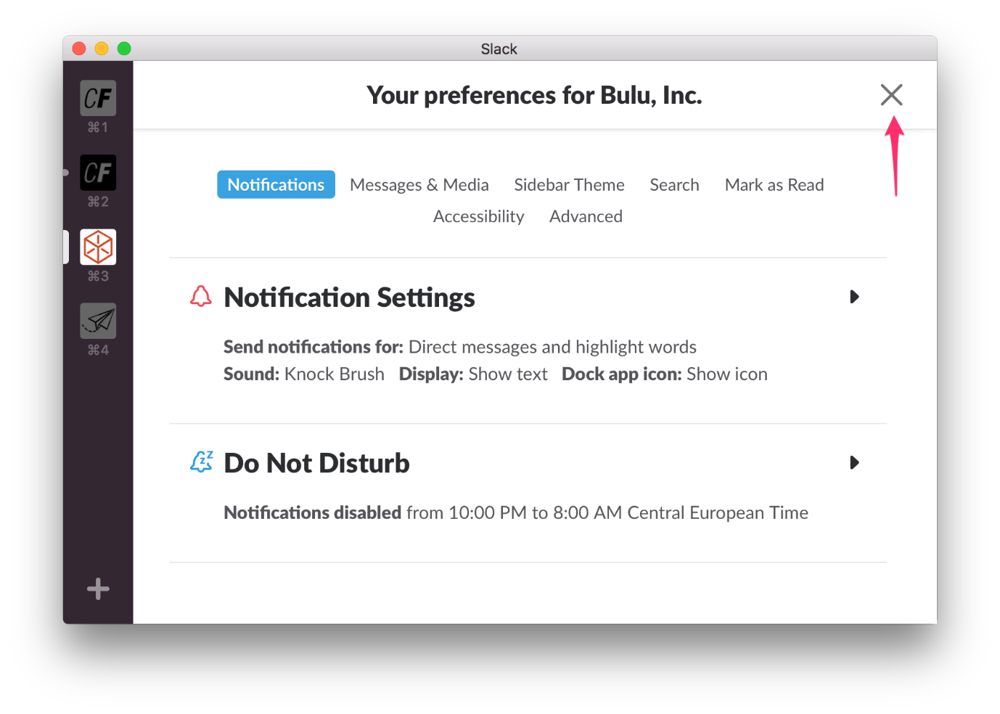 Slack
Your preferences for Bulu, Inc.
CF
⌘1
CF
⌘2
⌘3
⌘4
Notifications Messages & Media Sidebar Theme Search Mark as Read
Accessibility Advanced
Notification Settings
Send notifications for: Direct messages and highlight words
Sound: Knock Brush Display: Show text Dock app icon: Show icon
zzz Do Not Disturb
Notifications disabled from 10:00 PM to 8:00 AM Central European Time